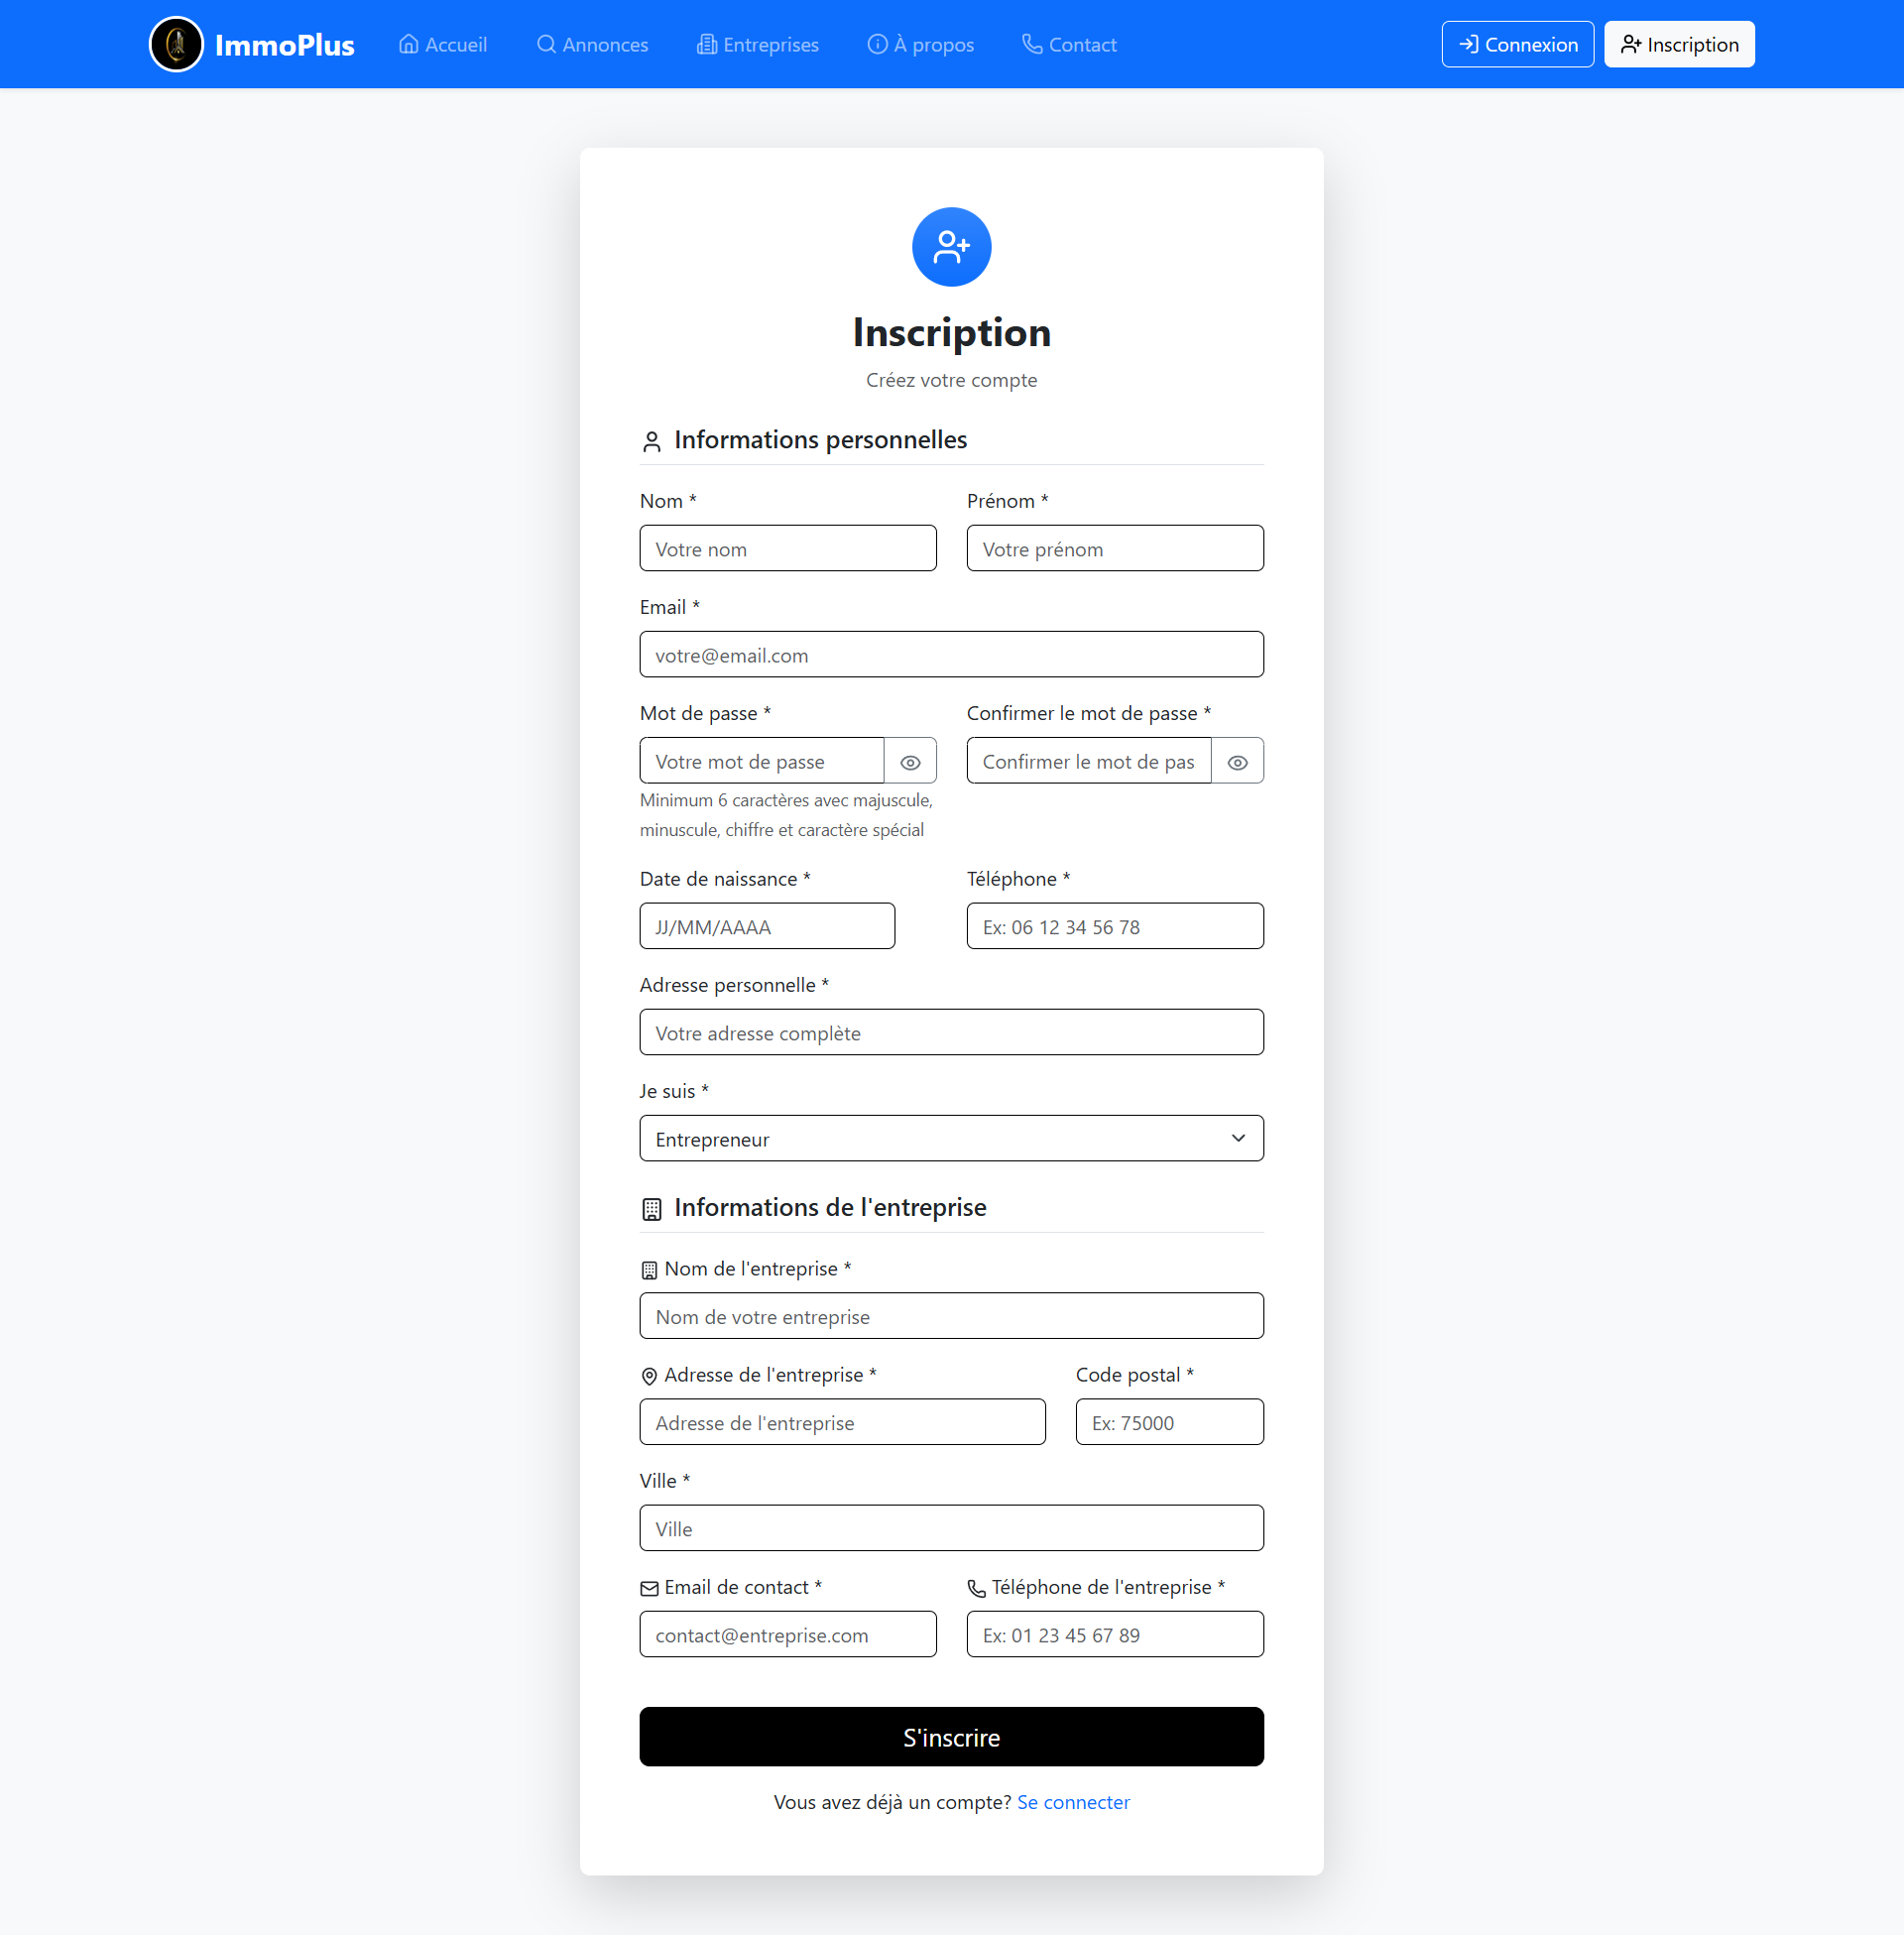 ImmoPlus
Accueil
Annonces
Entreprises
À propos
Contact
Connexion
Inscription
Inscription
Créez votre compte
Informations personnelles
Nom *
Prénom *
Votre nom
Votre prénom
Email *
votre@email.com
Mot de passe *
Confirmer le mot de passe *
Votre mot de passe
Confirmer le mot de pas
Minimum 6 caractères avec majuscule,
minuscule, chiffre et caractère spécial
Date de naissance *
Téléphone *
JJ/MM/AAAA
Ex: 06 12 34 56 78
Adresse personnelle *
Votre adresse complète
Je suis *
Entrepreneur
Informations de l'entreprise
Nom de l'entreprise *
Nom de votre entreprise
Adresse de l'entreprise *
Code postal *
Adresse de l'entreprise
Ex: 75000
Ville *
Ville
Email de contact *
Téléphone de l'entreprise *
contact@entreprise.com
Ex: 01 23 45 67 89
S'inscrire
Vous avez déjà un compte? Se connecter